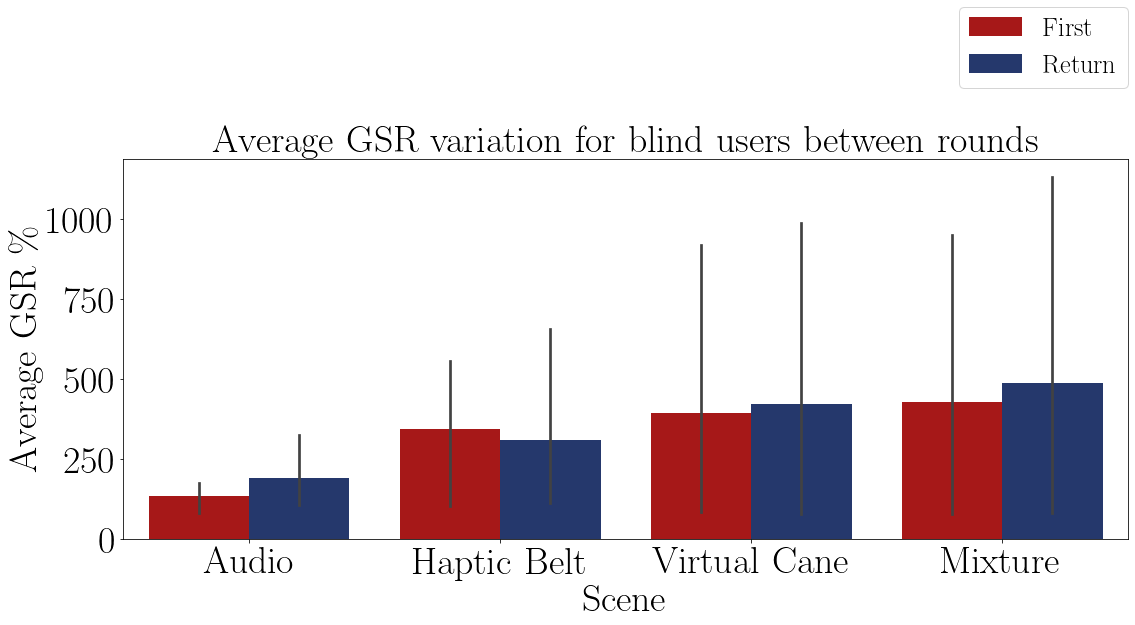 First
Return
Average GSR variation for blind users between rounds
Average GSR %
1000
750
500
250
0
Audio
Haptic Belt
Virtual Cane
Mixture
Scene